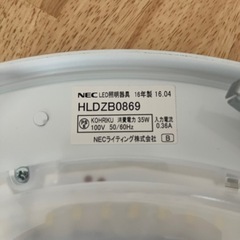 NEC LED照明器具 16年製 16.04
HLDZB0869
KOHRIKU 消費電力 35W 入力電流
100V 50/60Hz 0.36A
NECライティング株式会社 B